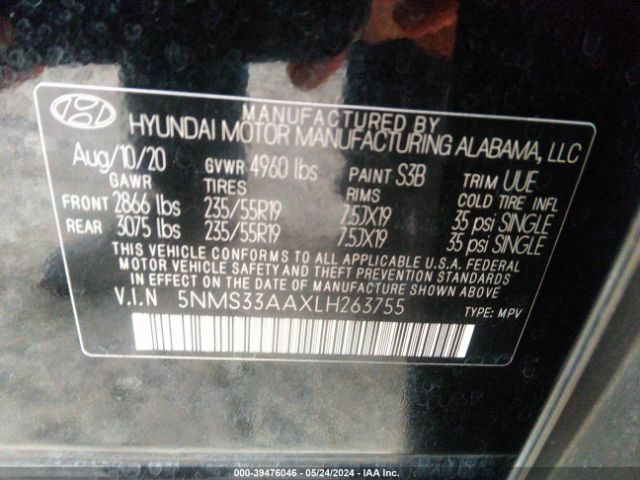 MANUFACTURED BY
HYUNDAI MOTOR MANUFACTURING ALABAMA, LLC
Aug/10/20 GVWR 4960 lbs PAINT S3B TRIM UUE
GAWR TIRES RIMS COLD TIRE INFL
FRONT 2866 lbs 235/55R19 7.5JX19 35 psi SINGLE
REAR 3075 lbs 235/55R19 7.5JX19 35 psi SINGLE
THIS VEHICLE CONFORMS TO ALL APPLICABLE U.S.A. FEDERAL
MOTOR VEHICLE SAFETY AND THEFT PREVENTION STANDARDS IN
EFFECT ON THE DATE OF MANUFACTURE SHOWN ABOVE.
V.I.N 5NMS33AAXLH263755 TYPE: MPV
000-39476046 - 05/24/2024 - IAA Inc.